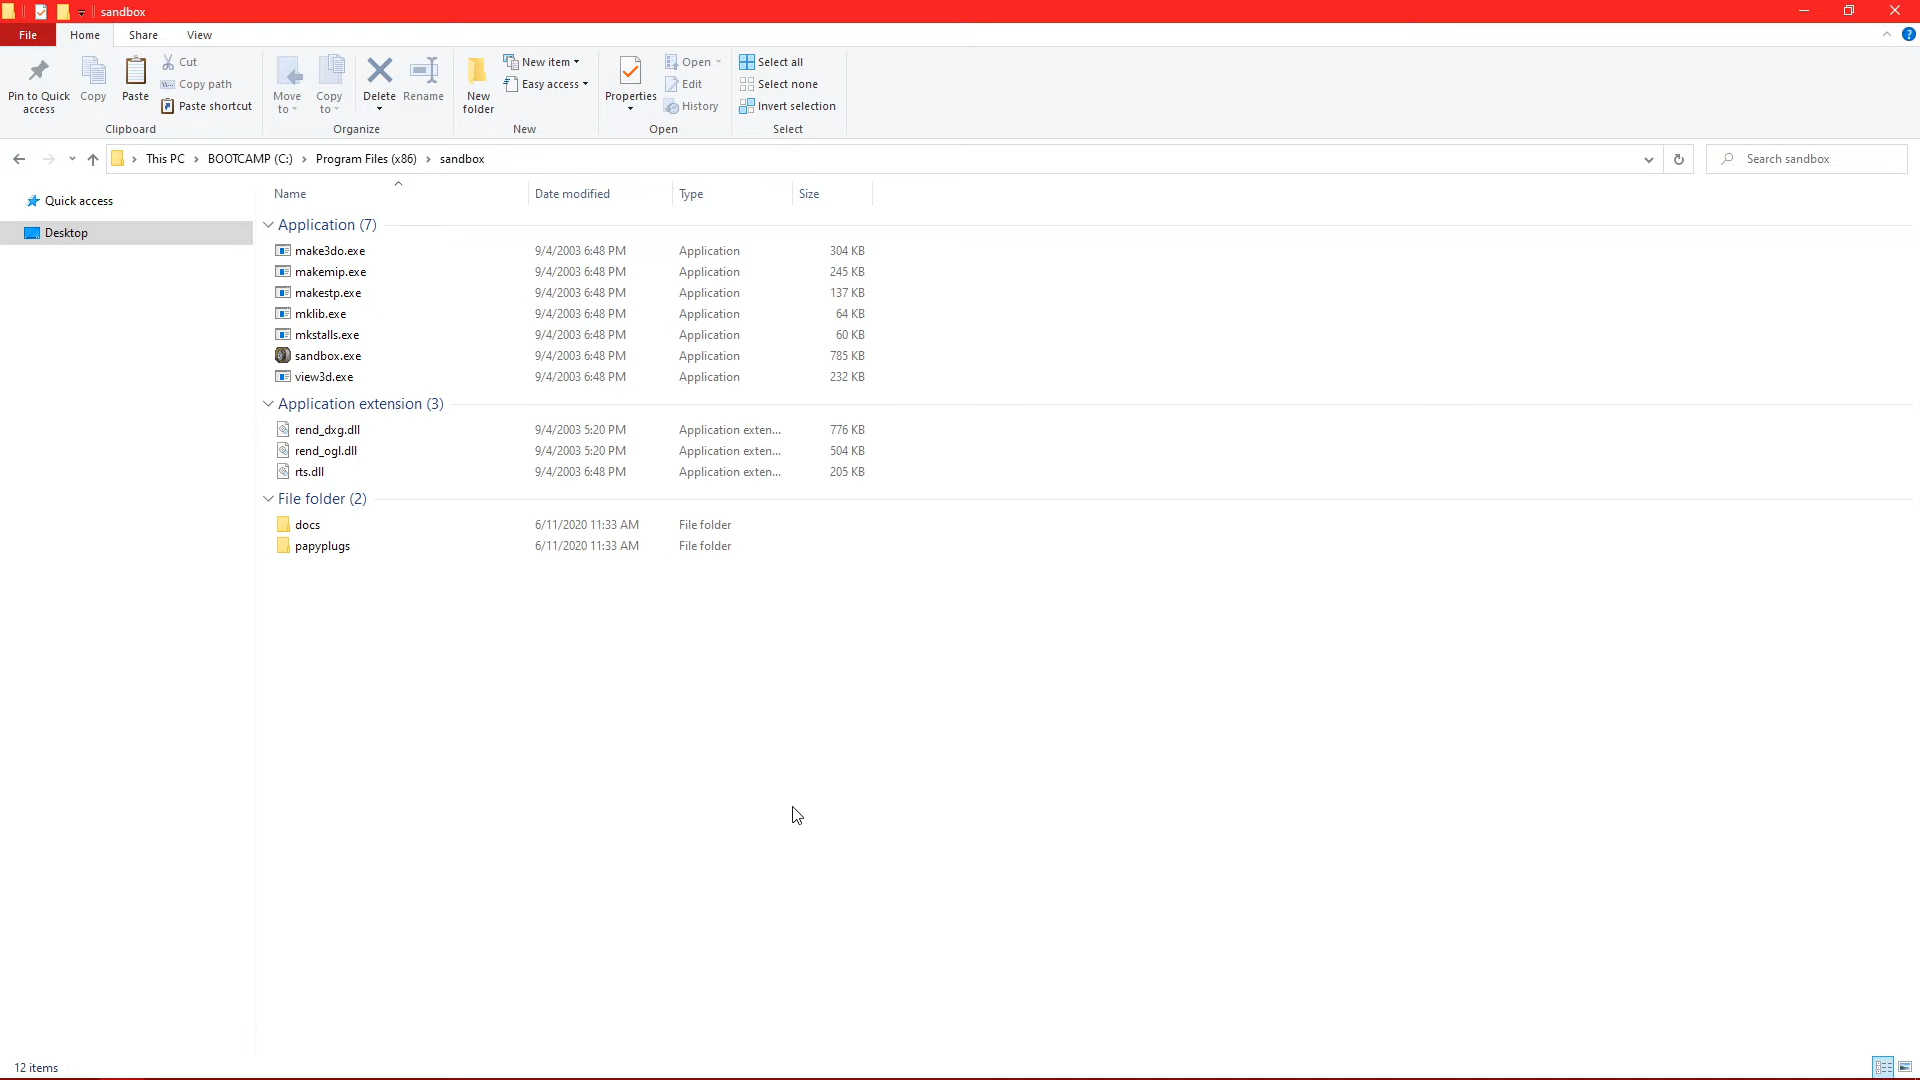 sandbox
File Home Share View
Pin to Quick access
Copy
Paste
Cut
Copy path
Paste shortcut
Clipboard
Move to
Copy to
Delete
Rename
Organize
New folder
New item
Easy access
New
Properties
Open
Edit
History
Open
Select all
Select none
Invert selection
Select
This PC › BOOTCAMP (C:) › Program Files (x86) › sandbox
Search sandbox
Quick access
Desktop
Name Date modified Type Size
Application (7)
make3do.exe 9/4/2003 6:48 PM Application 304 KB
makemip.exe 9/4/2003 6:48 PM Application 245 KB
makestp.exe 9/4/2003 6:48 PM Application 137 KB
mklib.exe 9/4/2003 6:48 PM Application 64 KB
mkstalls.exe 9/4/2003 6:48 PM Application 60 KB
sandbox.exe 9/4/2003 6:48 PM Application 785 KB
view3d.exe 9/4/2003 6:48 PM Application 232 KB
Application extension (3)
rend_dxg.dll 9/4/2003 5:20 PM Application exten... 776 KB
rend_ogl.dll 9/4/2003 5:20 PM Application exten... 504 KB
rts.dll 9/4/2003 6:48 PM Application exten... 205 KB
File folder (2)
docs 6/11/2020 11:33 AM File folder
papyplugs 6/11/2020 11:33 AM File folder
12 items